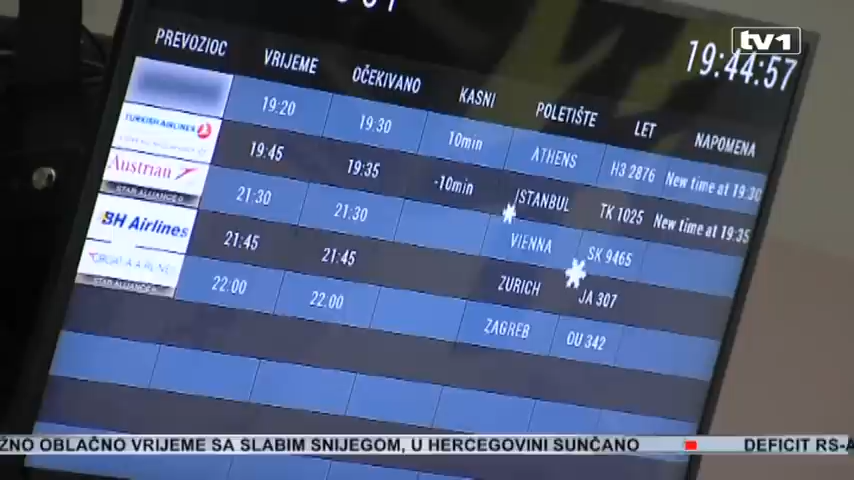 tv1
19:44:57
PREVOZIOC VRIJEME OČEKIVANO KASNI POLETIŠTE LET NAPOMENA
19:20 19:30 10min ATHENS H3 2876 New time at 19:30
TURKISH AIRLINES 19:45 19:35 -10min ISTANBUL TK 1025 New time at 19:35
Austrian STAR ALLIANCE 21:30 21:30 VIENNA SK 9465
BH Airlines 21:45 21:45 ZURICH JA 307
CROATIA AIRLINES STAR ALLIANCE 22:00 22:00 ZAGREB OU 342
ŽNO OBLAČNO VRIJEME SA SLABIM SNIJEGOM, U HERCEGOVINI SUNČANO DEFICIT RS-A